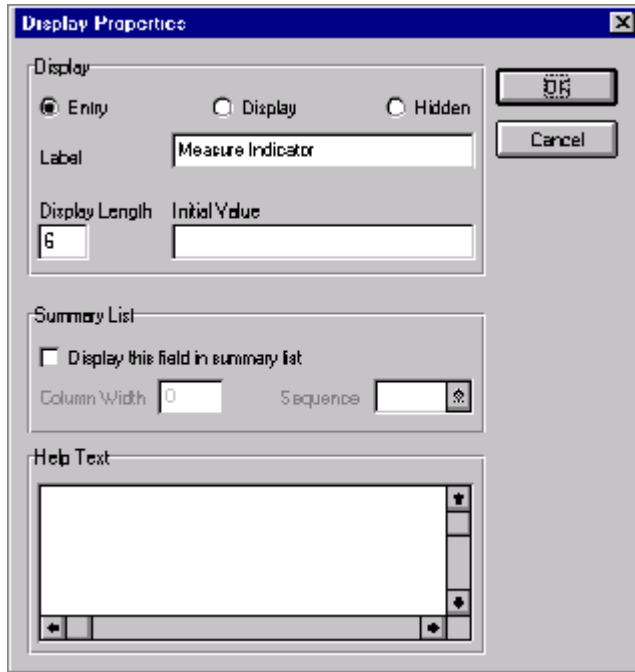 Display Properties
Display
Entry Display Hidden
OK
Cancel
Label Measure Indicator
Display Length Initial Value
6
Summary List
Display this field in summary list
Column Width 0 Sequence
Help Text